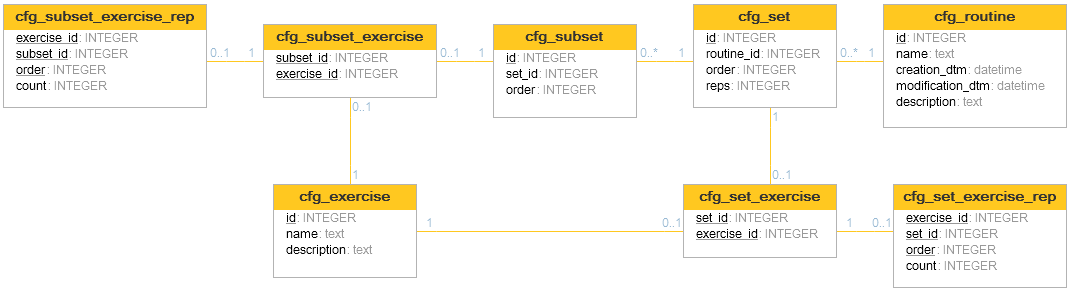 cfg_subset_exercise_rep
exercise_id: INTEGER
subset_id: INTEGER
order: INTEGER
count: INTEGER
0..1
1
cfg_subset_exercise
subset_id: INTEGER
exercise_id: INTEGER
0..1
1
cfg_subset
id: INTEGER
set_id: INTEGER
order: INTEGER
0..*
1
cfg_set
id: INTEGER
routine_id: INTEGER
order: INTEGER
reps: INTEGER
0..*
1
cfg_routine
id: INTEGER
name: text
creation_dtm: datetime
modification_dtm: datetime
description: text
0..1
1
1
0..1
cfg_exercise
id: INTEGER
name: text
description: text
1
0..1
cfg_set_exercise
set_id: INTEGER
exercise_id: INTEGER
1
0..1
cfg_set_exercise_rep
exercise_id: INTEGER
set_id: INTEGER
order: INTEGER
count: INTEGER